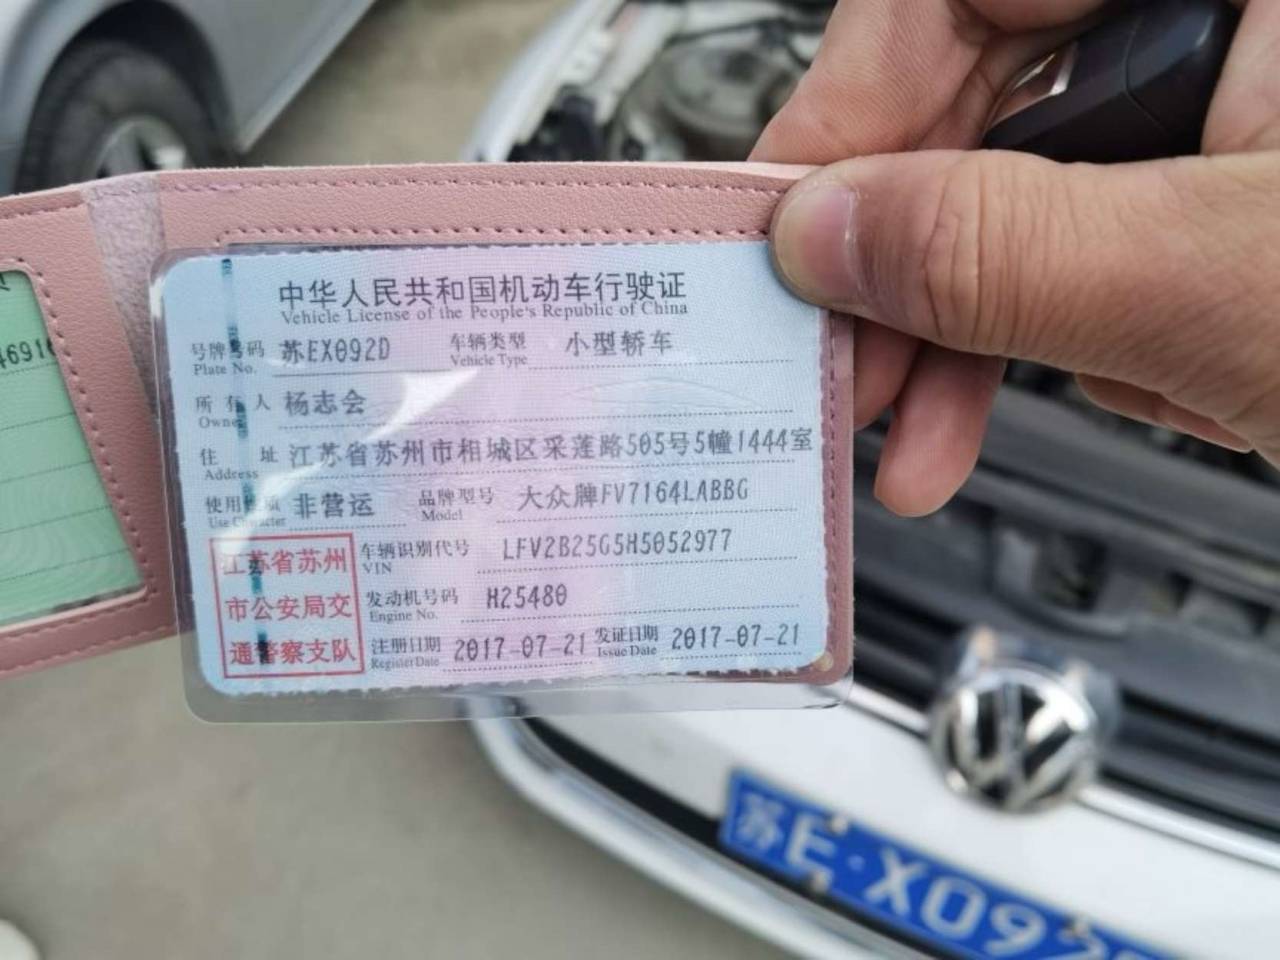 中华人民共和国机动车行驶证
Vehicle License of the People's Republic of China
号牌号码 苏EX092D 车辆类型 小型轿车
Plate No. Vehicle Type
所有人 杨志会
Owner
住址 江苏省苏州市相城区采莲路505号5幢1444室
Address
使用性质 非营运 品牌型号 大众牌FV7164LABBG
Use Character Model
江苏省苏州
市公安局交
通警察支队
车辆识别代号 LFV2B25G5H5052977
VIN
发动机号码 H25480
Engine No.
注册日期 2017-07-21 发证日期 2017-07-21
Register Date Issue Date
4691
苏E·X092